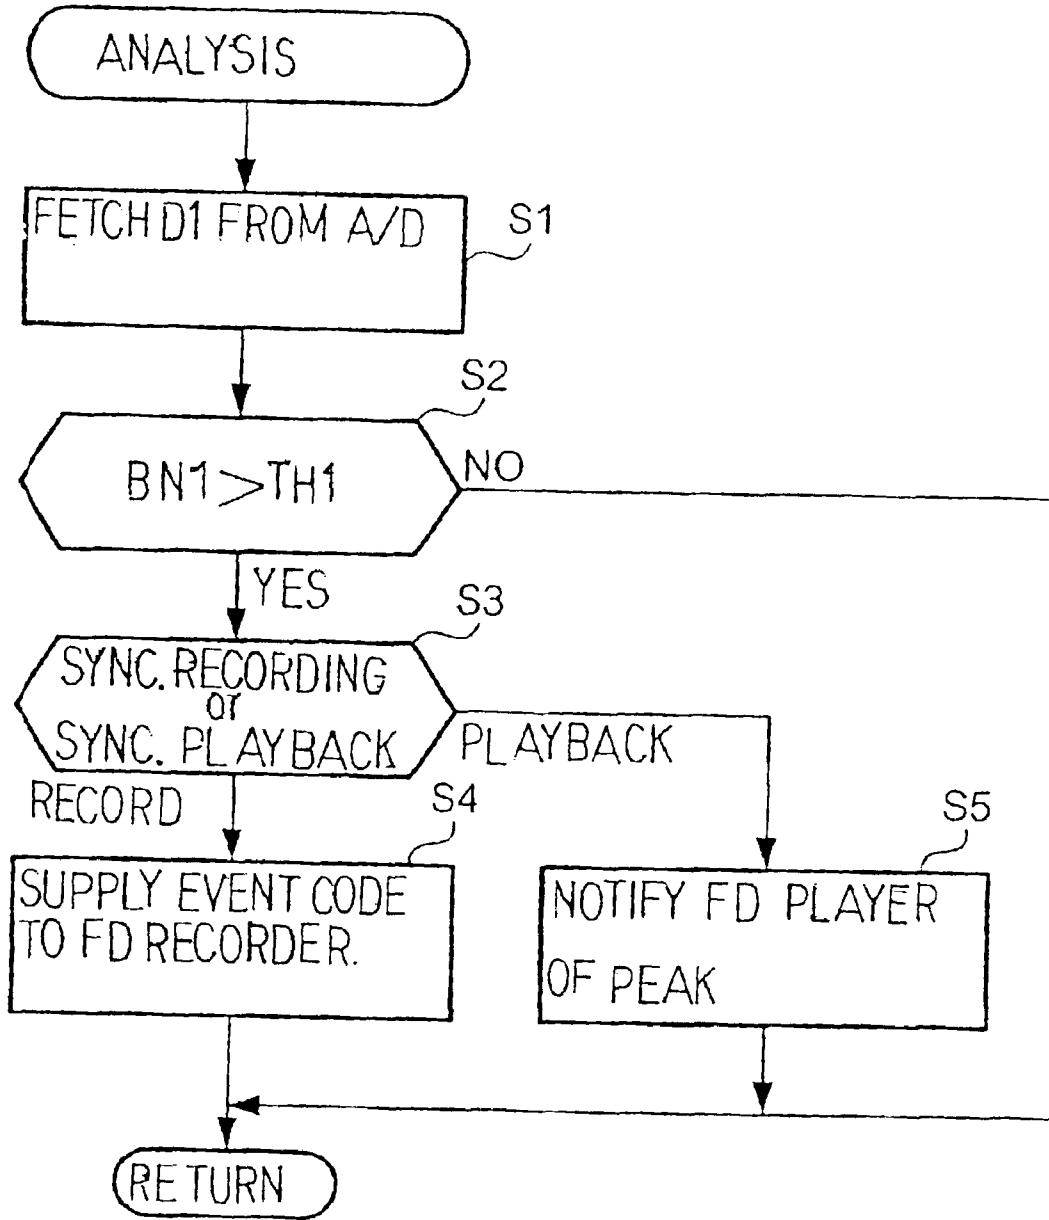 ANALYSIS
FETCH D1 FROM A/D
S1
S2
BN1>TH1
NO
YES
S3
SYNC. RECORDING
or
SYNC. PLAYBACK
PLAYBACK
RECORD
S4
SUPPLY EVENT CODE
TO FD RECORDER.
S5
NOTIFY FD PLAYER
OF PEAK
RETURN